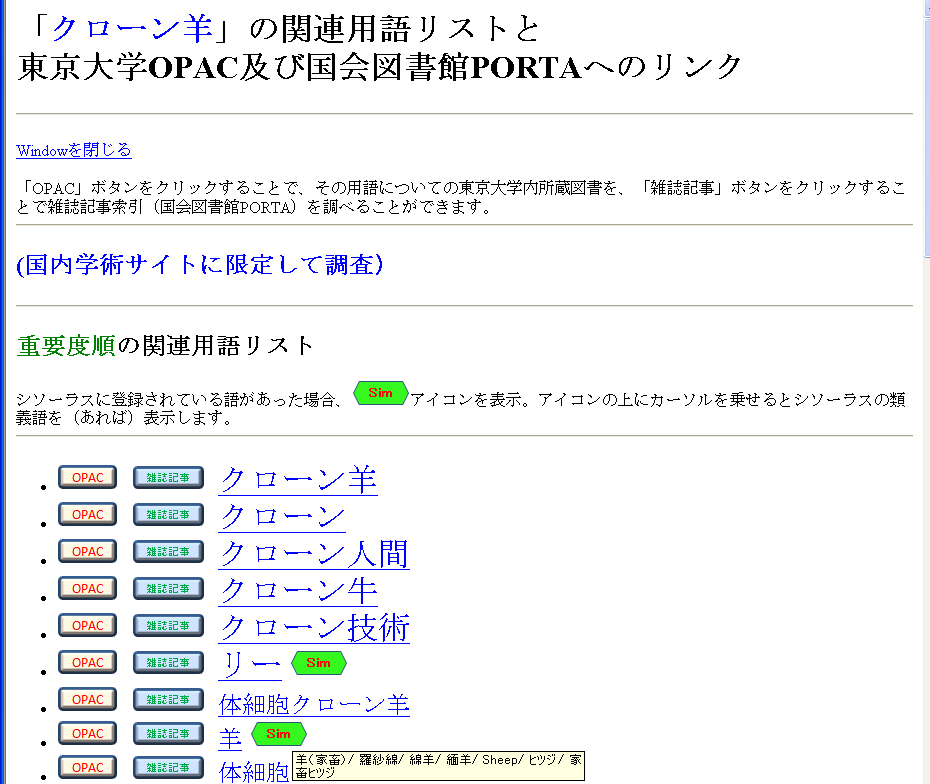 「クローン羊」の関連用語リストと
東京大学OPAC及び国会図書館PORTAへのリンク
Windowを閉じる
「OPAC」ボタンをクリックすることで、その用語についての東京大学内所蔵図書を、「雑誌記事」ボタンをクリックするこ
とで雑誌記事索引（国会図書館PORTA）を調べることができます。
(国内学術サイトに限定して調査）
重要度順の関連用語リスト
シソーラスに登録されている語があった場合、 Sim アイコンを表示。アイコンの上にカーソルを乗せるとシソーラスの類
義語を（あれば）表示します。
OPAC 雑誌記事 クローン羊
OPAC 雑誌記事 クローン
OPAC 雑誌記事 クローン人間
OPAC 雑誌記事 クローン牛
OPAC 雑誌記事 クローン技術
OPAC 雑誌記事 リー Sim
OPAC 雑誌記事 体細胞クローン羊
OPAC 雑誌記事 羊 Sim
OPAC 雑誌記事 体細胞
羊（家畜）/ 羅紗綿/ 綿羊/ 緬羊/ Sheep/ ヒツジ/ 家
畜ヒツジ